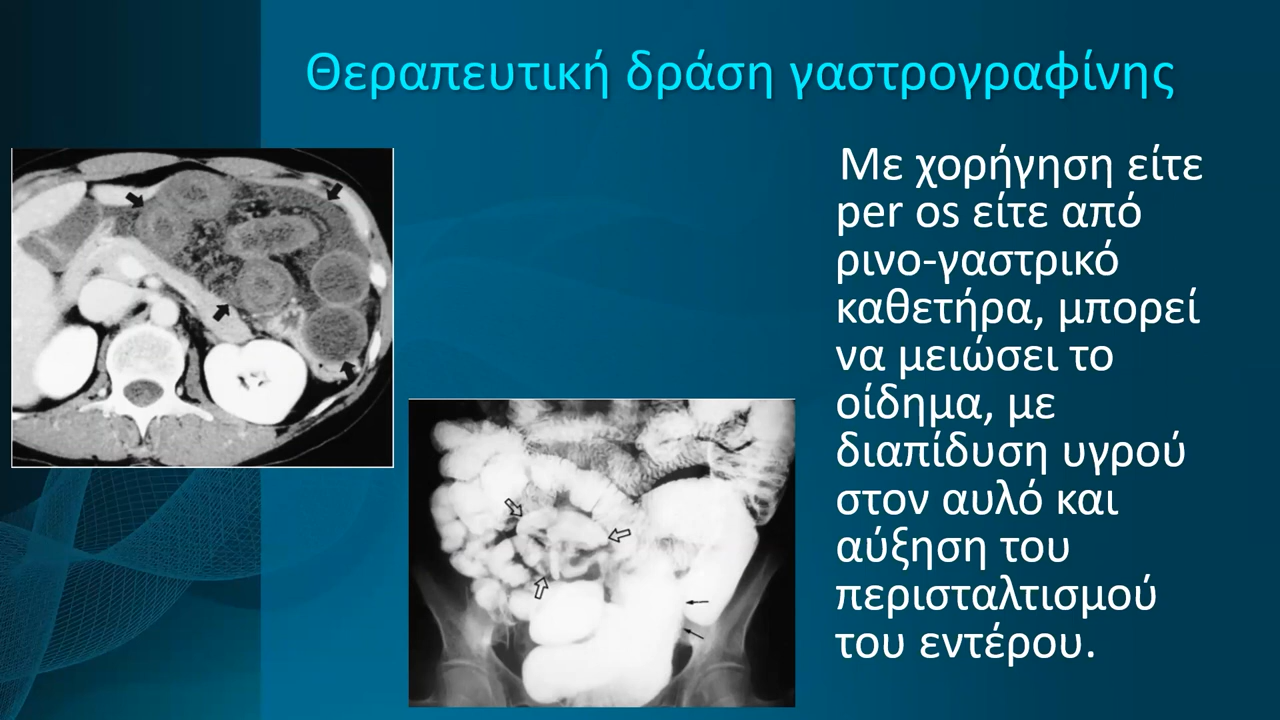 Θεραπευτική δράση γαστρογραφίνης
Με χορήγηση είτε
per os είτε από
ρινο-γαστρικό
καθετήρα, μπορεί
να μειώσει το
οίδημα, με
διαπίδυση υγρού
στον αυλό και
αύξηση του
περισταλτισμού
του εντέρου.